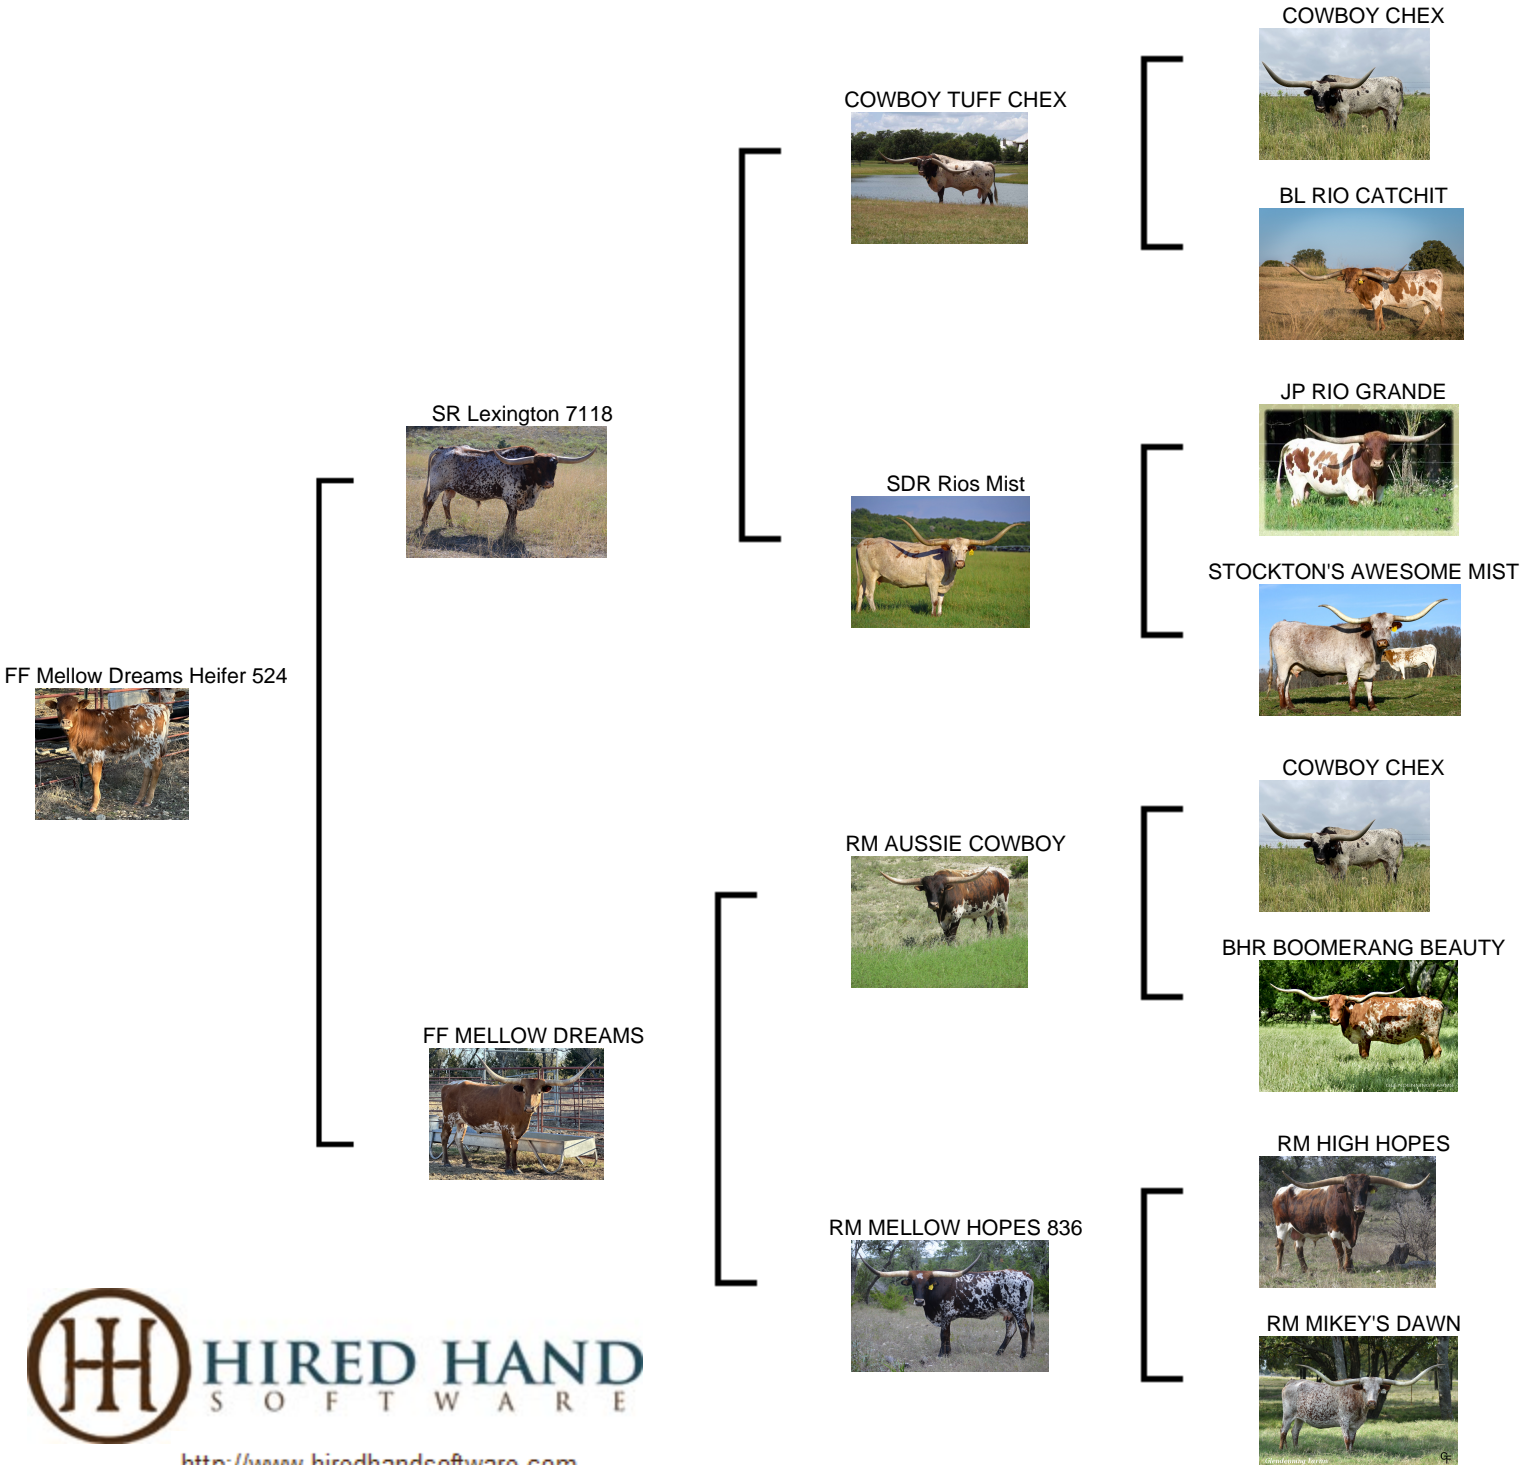 COWBOY CHEX
COWBOY TUFF CHEX
BL RIO CATCHIT
JP RIO GRANDE
SR Lexington 7118
SDR Rios Mist
STOCKTON'S AWESOME MIST
FF Mellow Dreams Heifer 524
COWBOY CHEX
RM AUSSIE COWBOY
BHR BOOMERANG BEAUTY
FF MELLOW DREAMS
RM HIGH HOPES
RM MELLOW HOPES 836
RM MIKEY'S DAWN
HIRED HAND
SOFTWARE
http://www.hiredhandsoftware.com